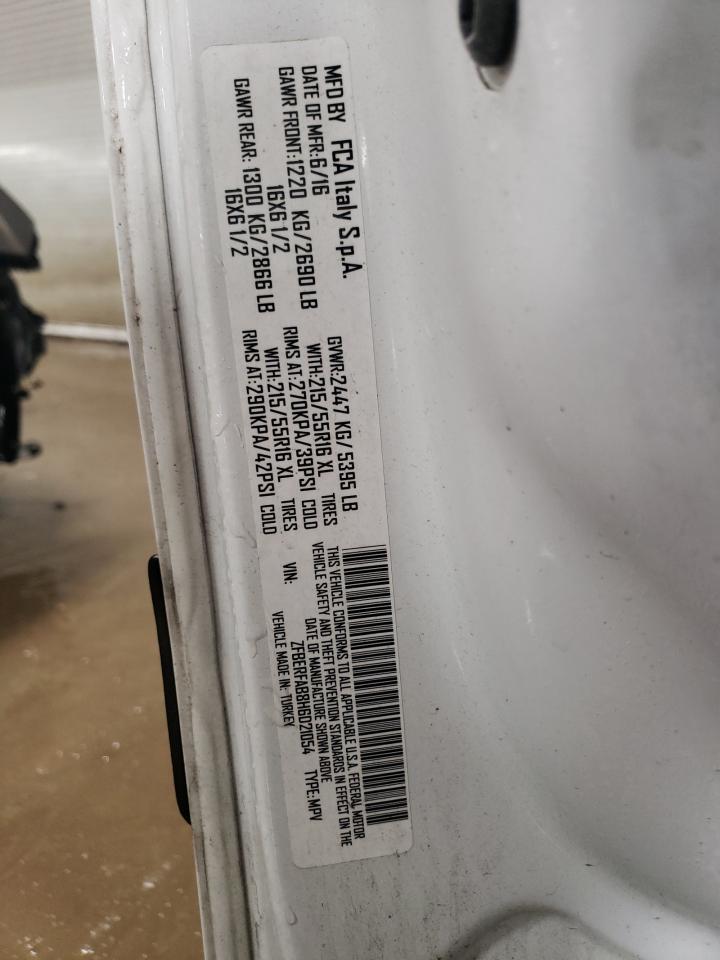 MFD BY FCA Italy S.p.A.
DATE OF MFR:6/16 GVWR:2447 KG/5395 LB
GAWR FRONT:1220 KG/2690 LB WITH:215/55R16 XL TIRES
16X6 1/2 RIMS AT:270KPA/39PSI COLD
GAWR REAR: 1300 KG/2866 LB WITH:215/55R16 XL TIRES
16X6 1/2 RIMS AT:290KPA/42PSI COLD
THIS VEHICLE CONFORMS TO ALL APPLICABLE U.S.A. FEDERAL MOTOR
VEHICLE SAFETY AND THEFT PREVENTION STANDARDS IN EFFECT ON THE
DATE OF MANUFACTURE SHOWN ABOVE
VIN: ZFBERFAB8H6D21054 TYPE:MPV
VEHICLE MADE IN: TURKEY